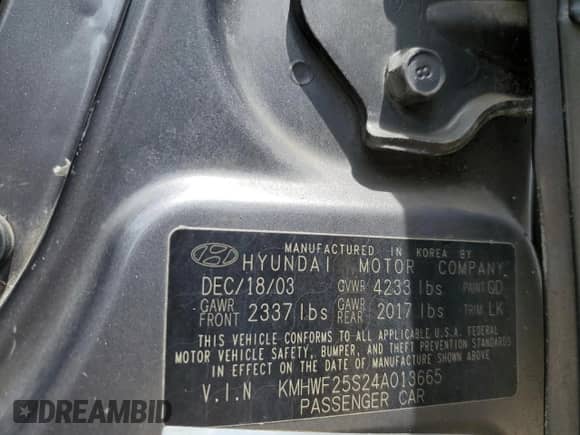 8
MANUFACTURED IN KOREA BY
HYUNDAI MOTOR COMPANY
DEC/18/03 GVWR 4233 lbs PAINT QD
GAWR FRONT 2337 lbs GAWR REAR 2017 lbs TRIM LK
THIS VEHICLE CONFORMS TO ALL APPLICABLE U.S.A. FEDERAL
MOTOR VEHICLE SAFETY, BUMPER, AND THEFT PREVENTION STANDARDS
IN EFFECT ON THE DATE OF MANUFACTURE SHOWN ABOVE.
V.I.N KMHWF25S24A013665
PASSENGER CAR
FASTBIDDING